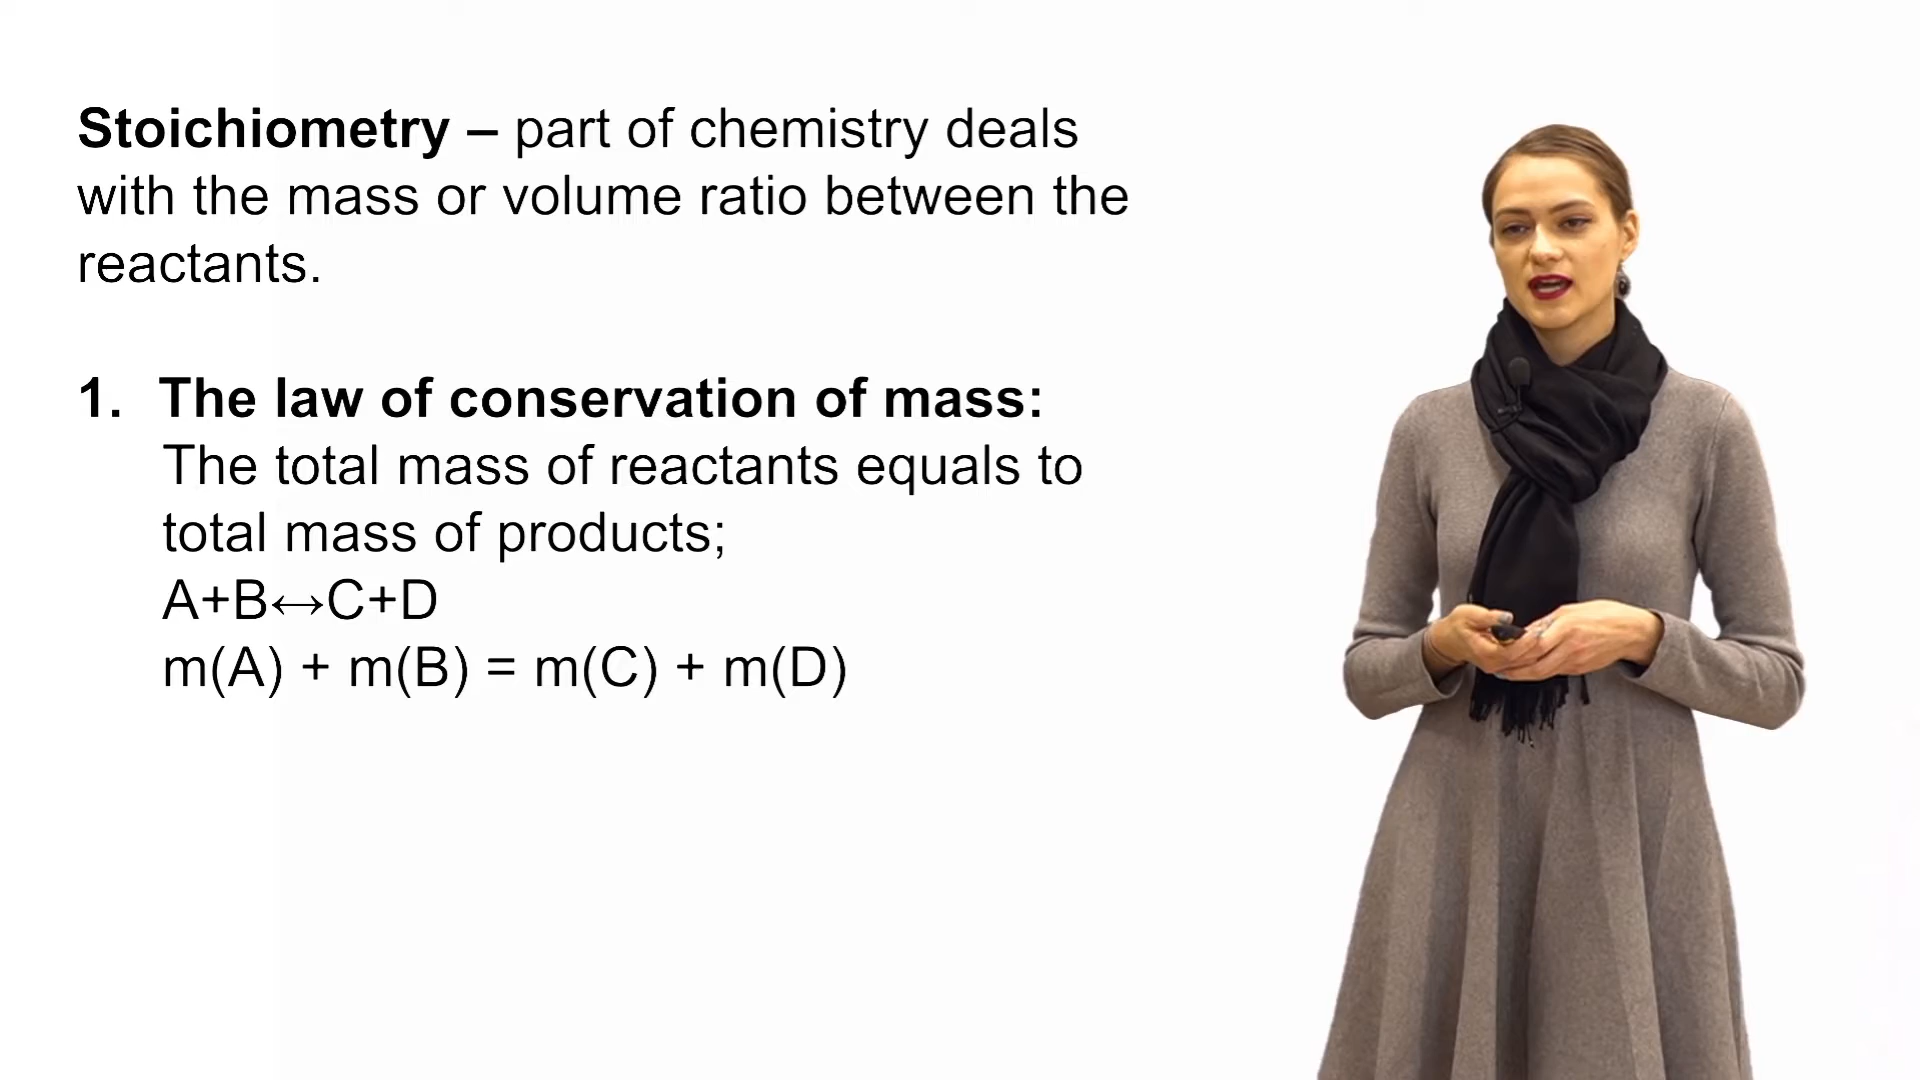 Stoichiometry – part of chemistry deals
with the mass or volume ratio between the
reactants.
1. The law of conservation of mass:
The total mass of reactants equals to
total mass of products;
A+B↔C+D
m(A) + m(B) = m(C) + m(D)